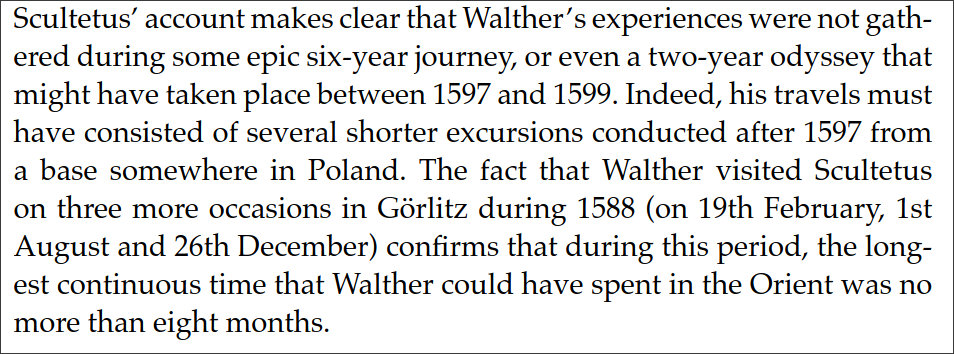 Scultetus’ account makes clear that Walther’s experiences were not gath-
ered during some epic six-year journey, or even a two-year odyssey that
might have taken place between 1597 and 1599. Indeed, his travels must
have consisted of several shorter excursions conducted after 1597 from
a base somewhere in Poland. The fact that Walther visited Scultetus
on three more occasions in Görlitz during 1588 (on 19th February, 1st
August and 26th December) confirms that during this period, the long-
est continuous time that Walther could have spent in the Orient was no
more than eight months.